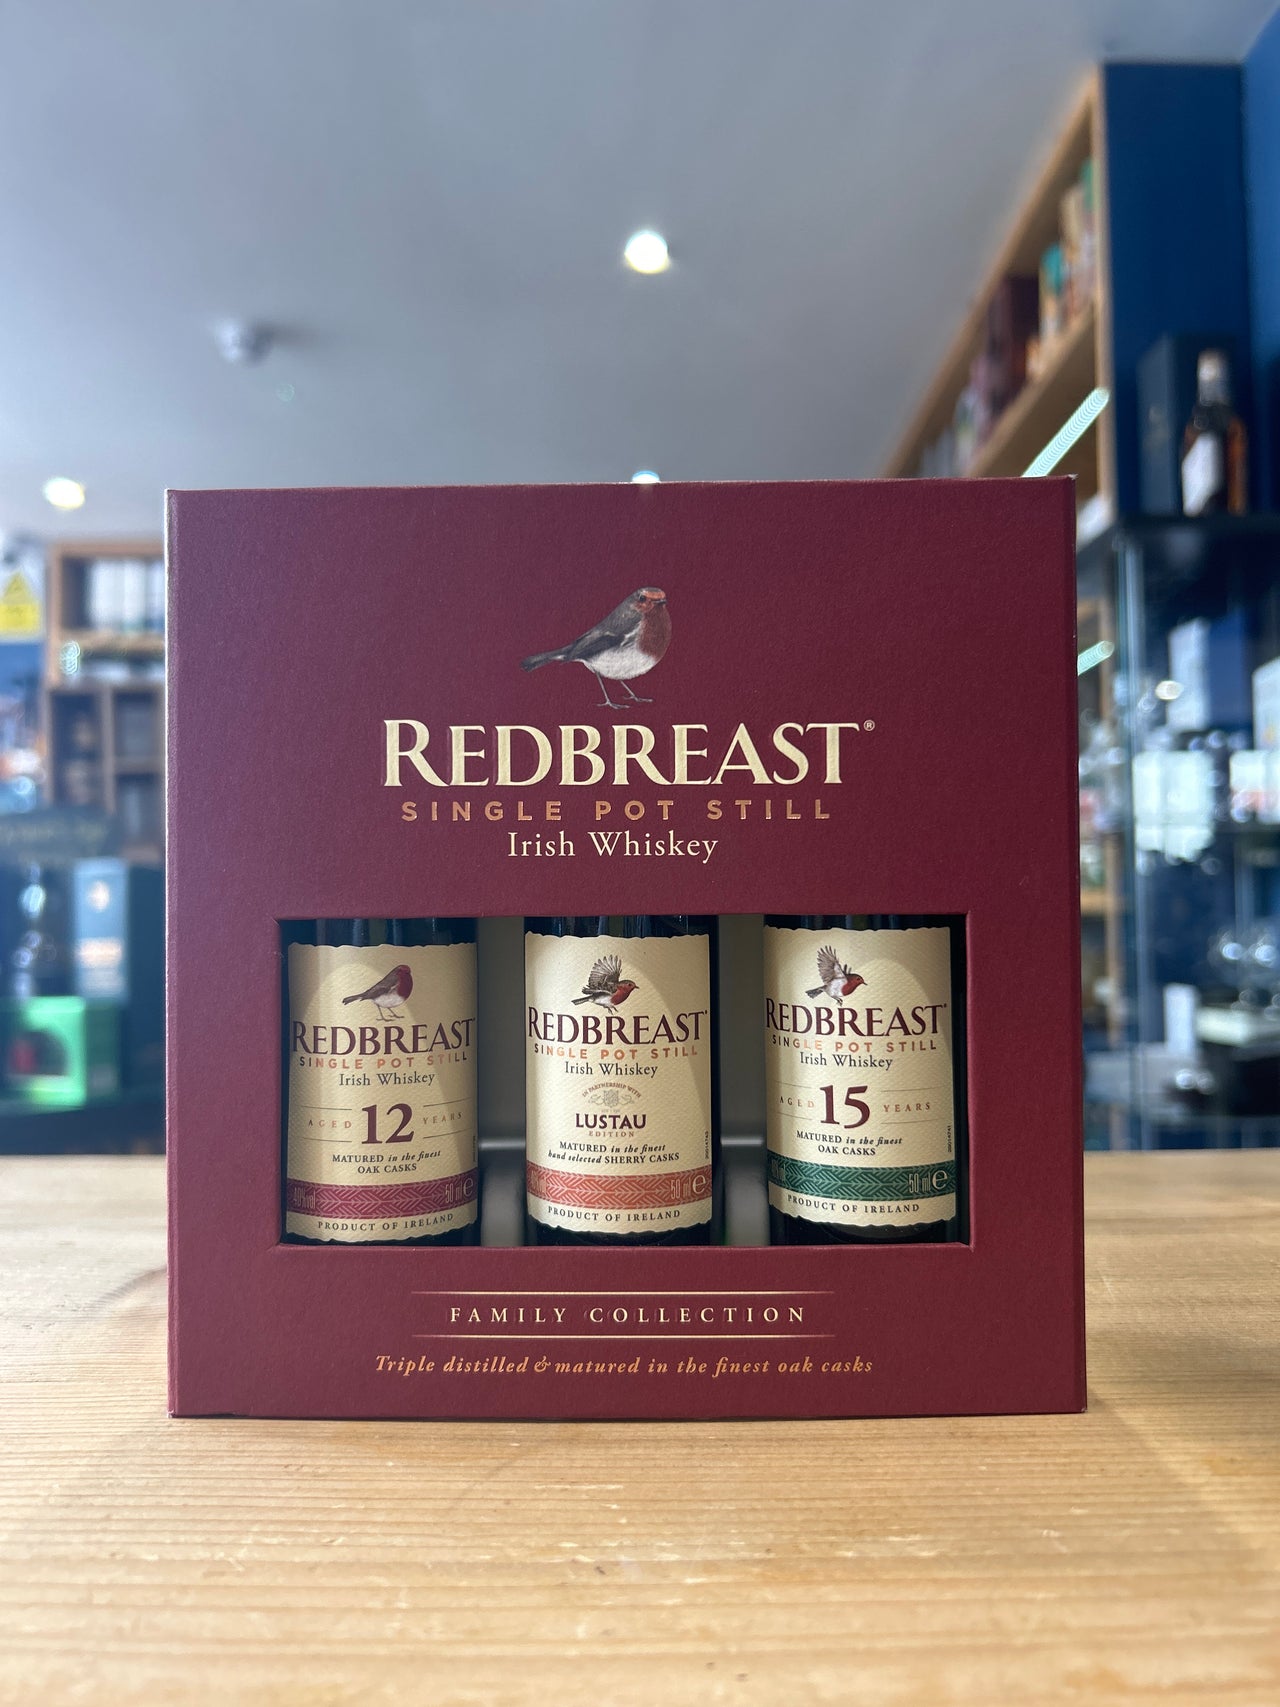 REDBREAST®
SINGLE POT STILL
Irish Whiskey
REDBREAST
SINGLE POT STILL
Irish Whiskey
AGED 12 YEARS
MATURED in the finest
OAK CASKS
40%vol 50 ml e
PRODUCT OF IRELAND
REDBREAST
SINGLE POT STILL
Irish Whiskey
IN PARTNERSHIP WITH
LUSTAU
EDITION
MATURED in the finest
hand selected SHERRY CASKS
50 ml e
PRODUCT OF IRELAND
REDBREAST
SINGLE POT STILL
Irish Whiskey
AGED 15 YEARS
MATURED in the finest
OAK CASKS
50 ml e
PRODUCT OF IRELAND
FAMILY COLLECTION
Triple distilled & matured in the finest oak casks